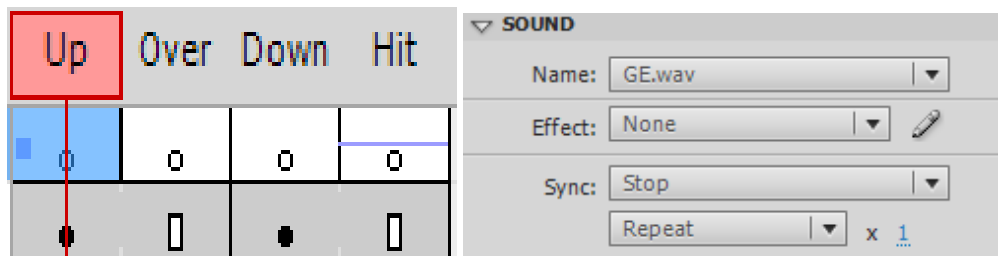 Up Over Down Hit
SOUND
Name: GE.wav
Effect: None
Sync: Stop
Repeat x 1